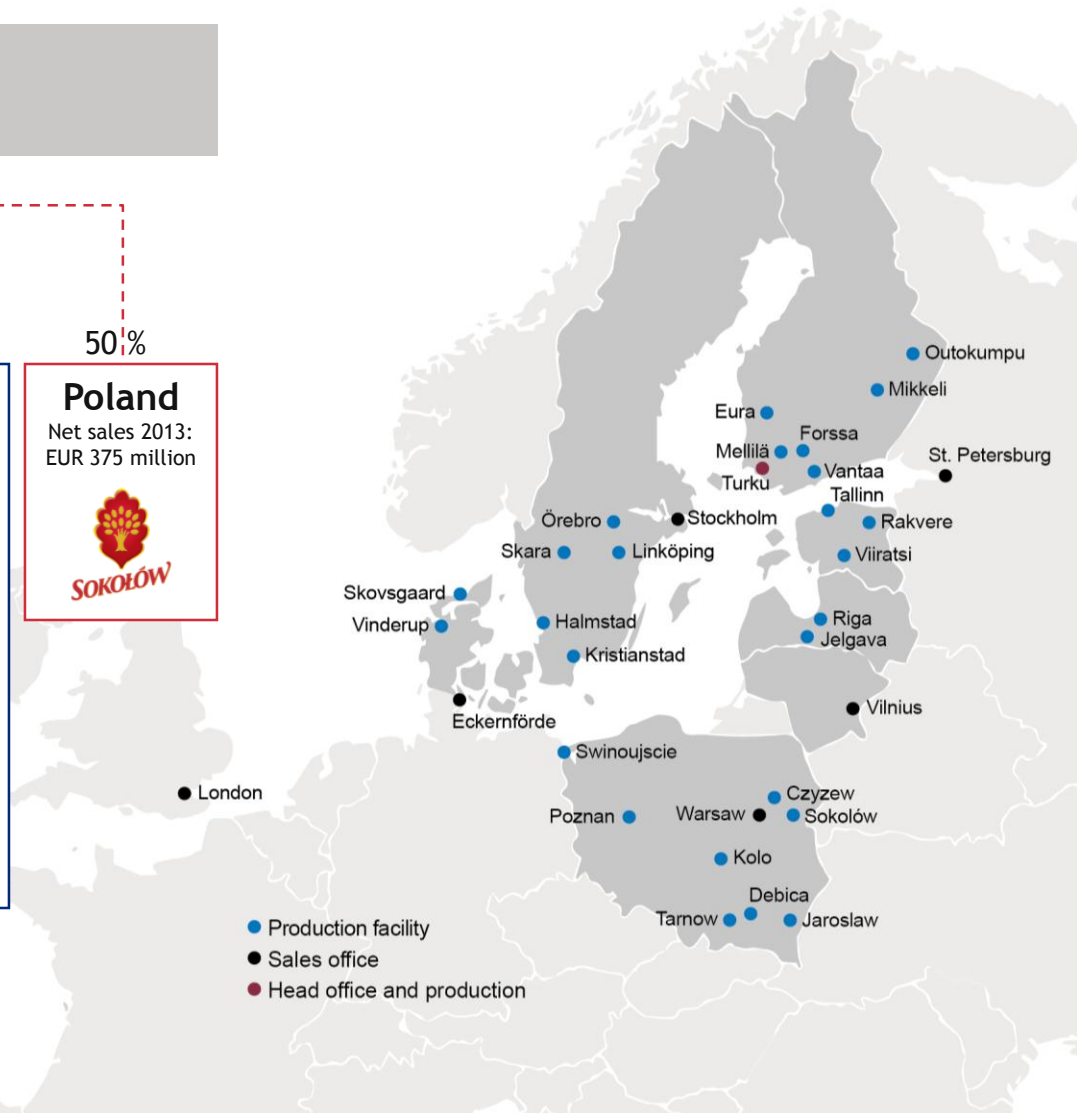 50 %
Poland
Net sales 2013:
EUR 375 million
SOKOŁÓW
Outokumpu
Mikkeli
Eura
Forssa
Mellilä
Turku
Vantaa
St. Petersburg
Tallinn
Rakvere
Viiratsi
Örebro
Stockholm
Skara
Linköping
Skovsgaard
Vinderup
Halmstad
Kristianstad
Riga
Jelgava
Eckernförde
Vilnius
Swinoujscie
London
Poznan
Warsaw
Czyzew
Sokolów
Kolo
Debica
Tarnow
Jaroslaw
Production facility
Sales office
Head office and production